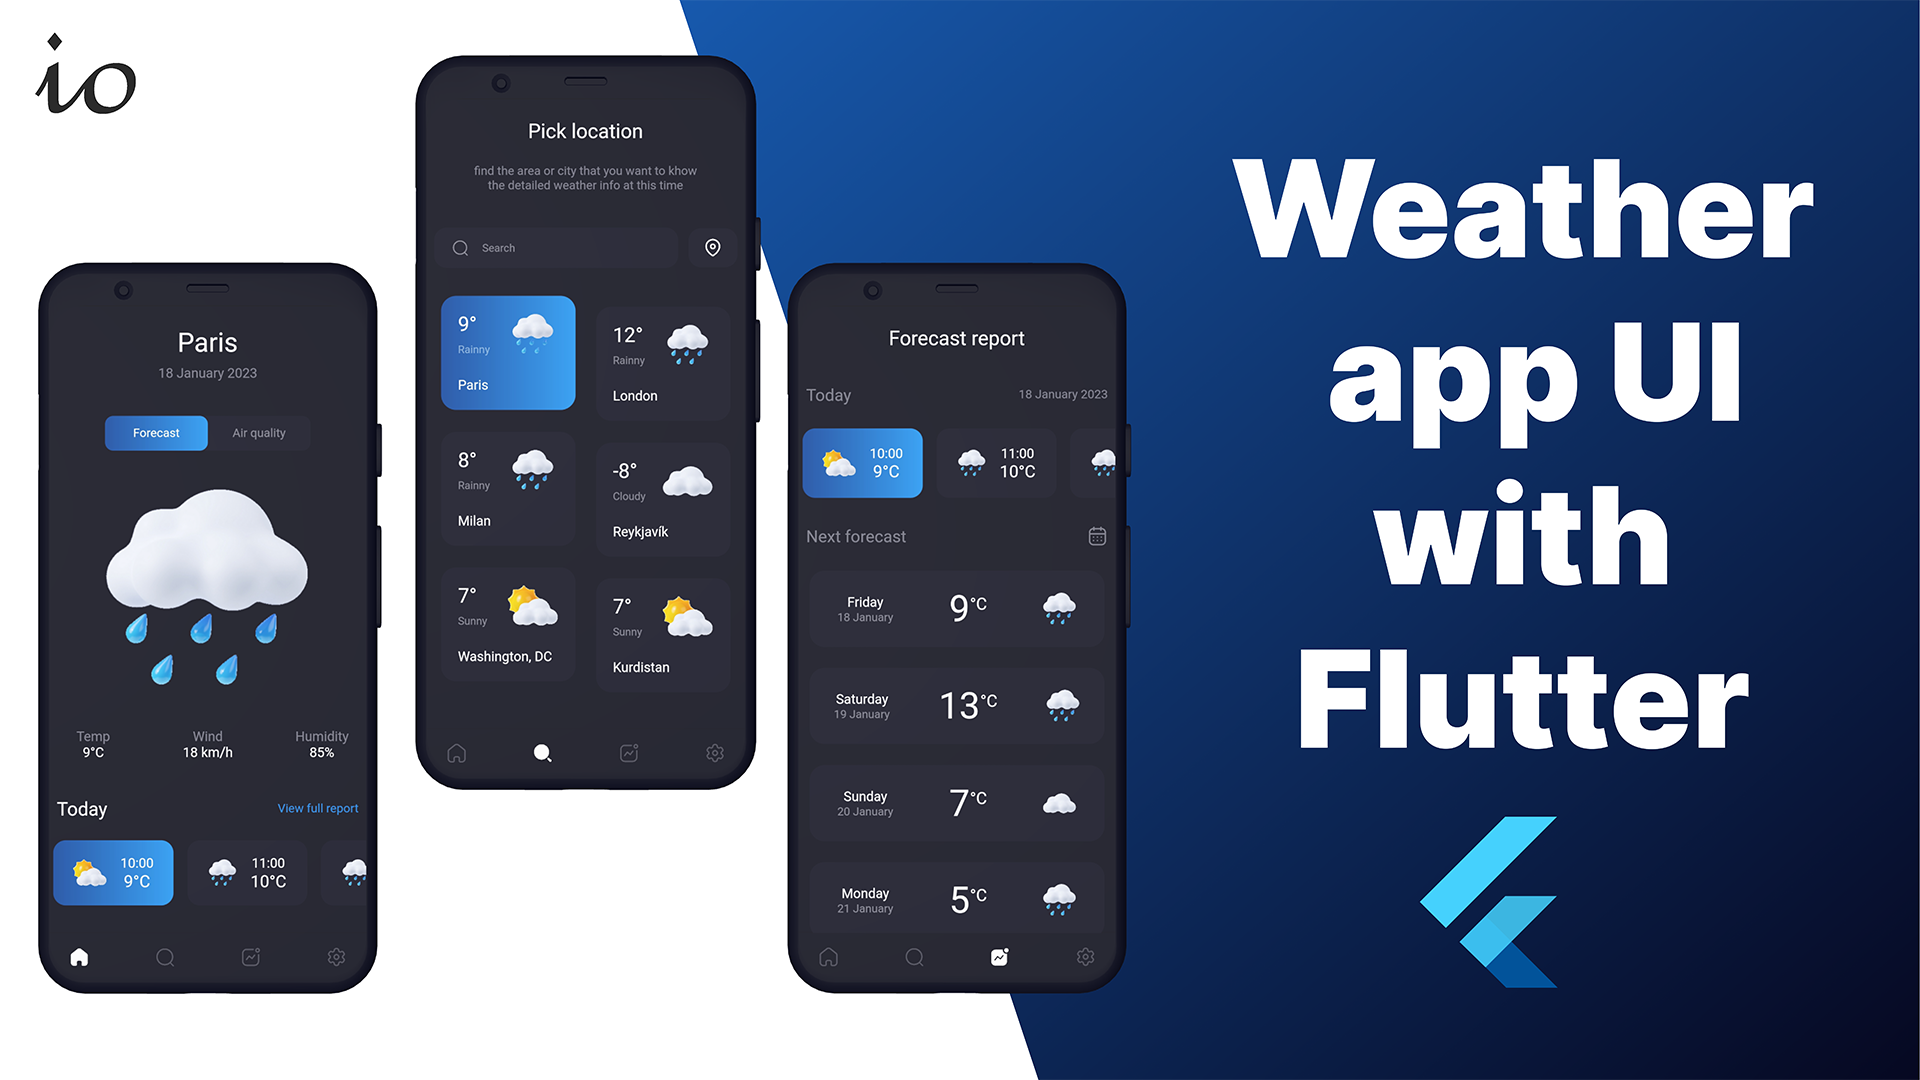 io
Paris
18 January 2023
Forecast Air quality
Temp Wind Humidity
9°C 18 km/h 85%
Today View full report
10:00 11:00
9°C 10°C
Pick location
find the area or city that you want to khow
the detailed weather info at this time
Search
9°
Rainny
Paris
12°
Rainny
London
8°
Rainny
Milan
-8°
Cloudy
Reykjavík
7°
Sunny
Washington, DC
7°
Sunny
Kurdistan
Forecast report
Today 18 January 2023
10:00 11:00
9°C 10°C
Next forecast
Friday
18 January
9°C
Saturday
19 January
13°C
Sunday
20 January
7°C
Monday
21 January
5°C
Weather
app UI
with
Flutter